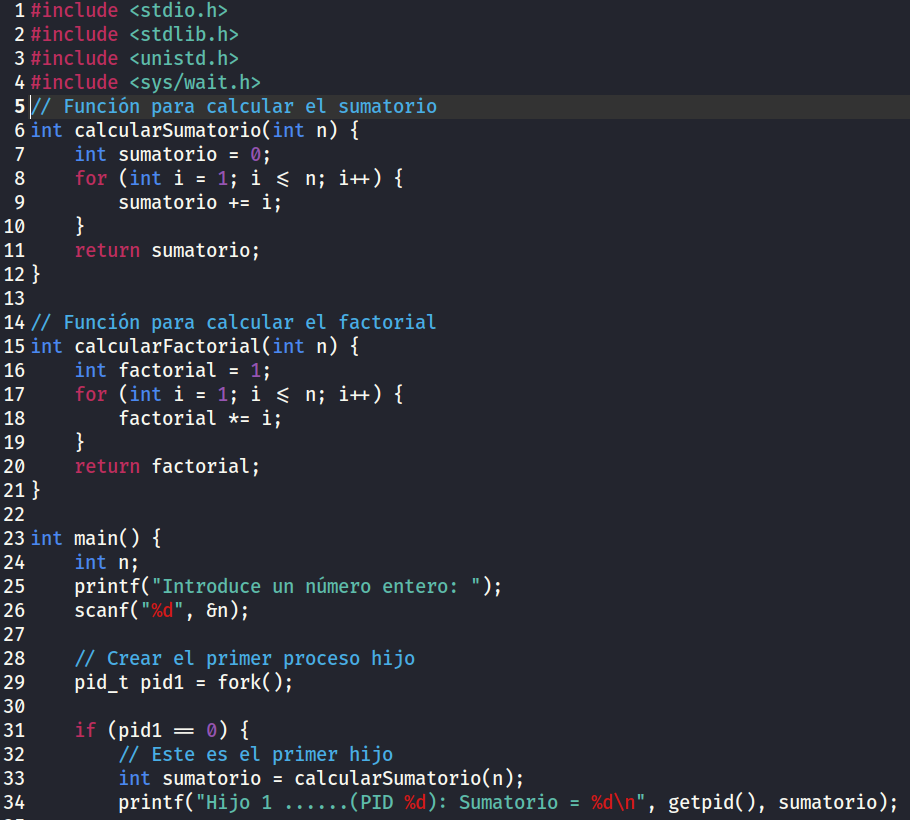 1 #include <stdio.h>
2 #include <stdlib.h>
3 #include <unistd.h>
4 #include <sys/wait.h>
5 // Función para calcular el sumatorio
6 int calcularSumatorio(int n) {
7     int sumatorio = 0;
8     for (int i = 1; i <= n; i++) {
9         sumatorio += i;
10     }
11     return sumatorio;
12 }
13
14 // Función para calcular el factorial
15 int calcularFactorial(int n) {
16     int factorial = 1;
17     for (int i = 1; i <= n; i++) {
18         factorial *= i;
19     }
20     return factorial;
21 }
22
23 int main() {
24     int n;
25     printf("Introduce un número entero: ");
26     scanf("%d", &n);
27
28     // Crear el primer proceso hijo
29     pid_t pid1 = fork();
30
31     if (pid1 == 0) {
32         // Este es el primer hijo
33         int sumatorio = calcularSumatorio(n);
34         printf("Hijo 1 ......(PID %d): Sumatorio = %d\n", getpid(), sumatorio);